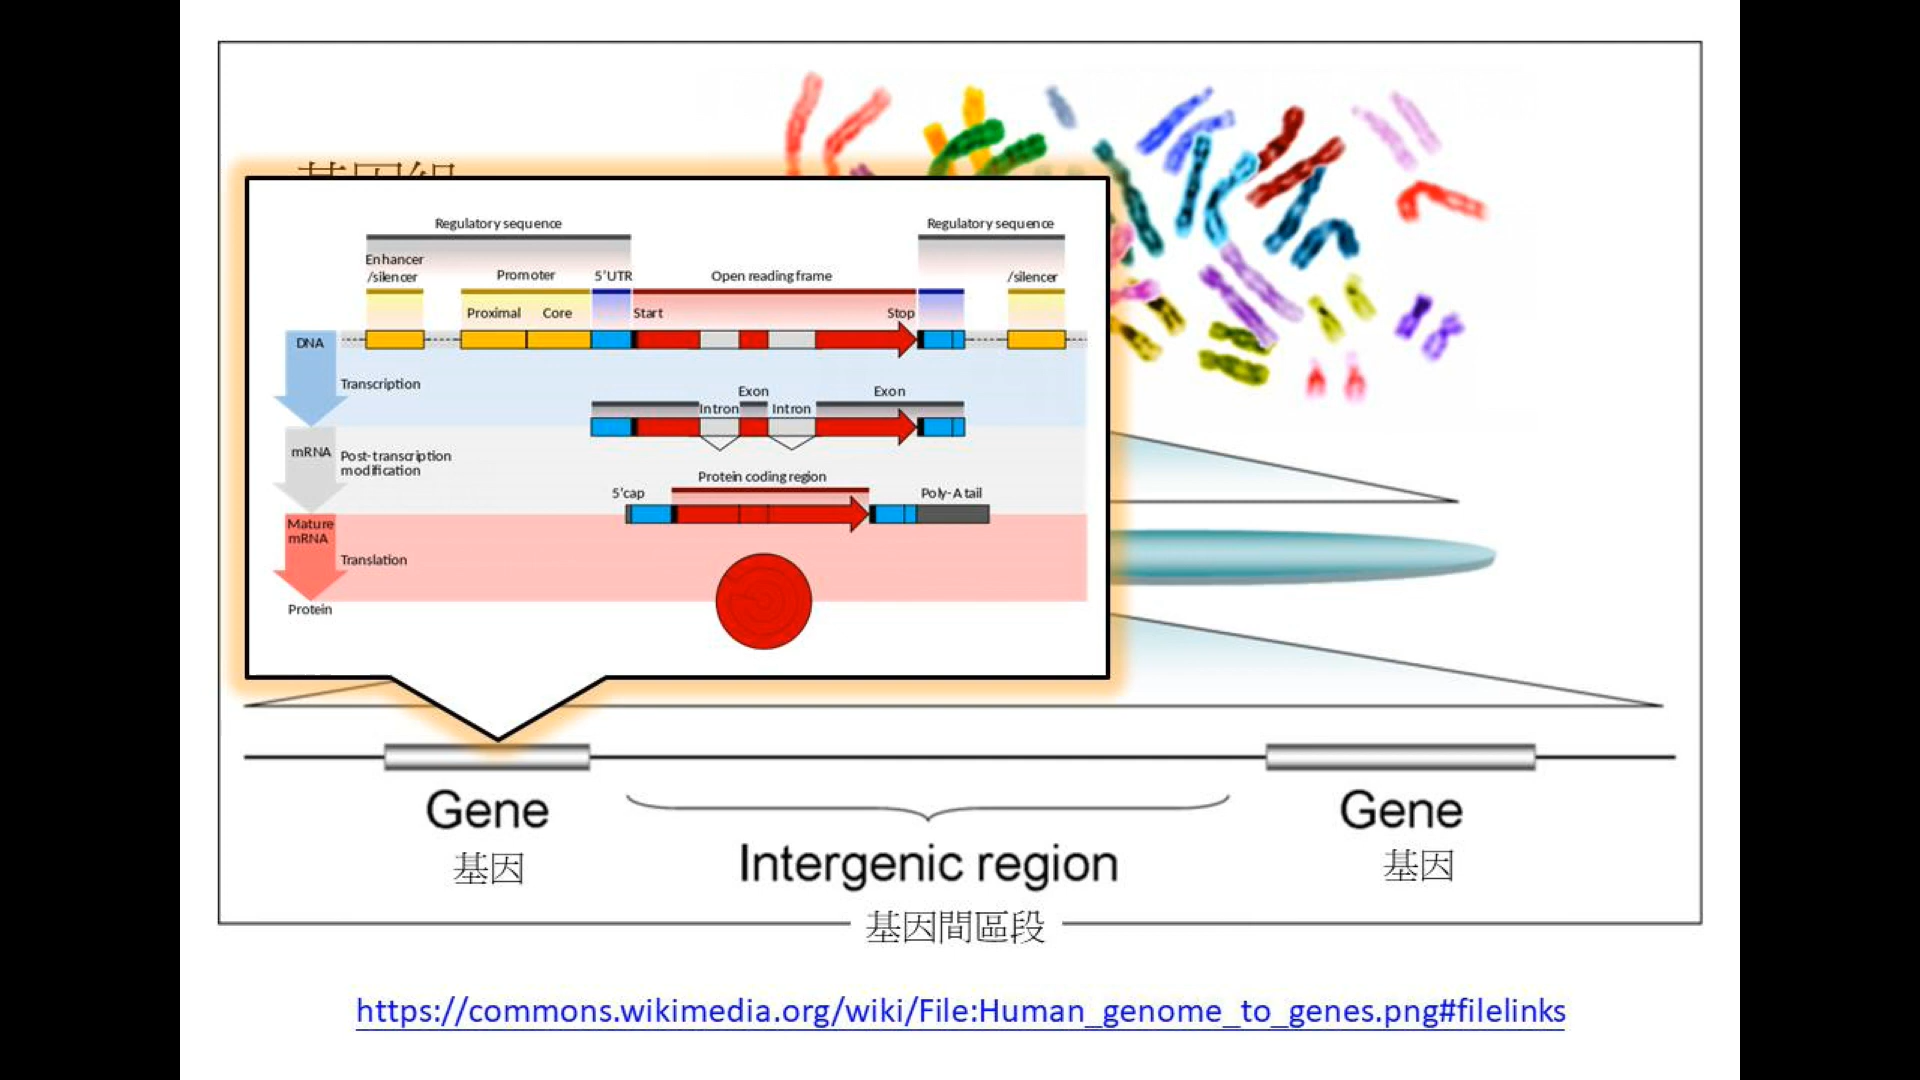 基因組
Regulatory sequence
Regulatory sequence
Enhancer
/silencer
Promoter
5'UTR
Open reading frame
/silencer
Proximal
Core
Start
Stop
DNA
Transcription
Exon
Exon
Intron
Intron
mRNA
Post-transcription
modification
Protein coding region
5'cap
Poly-A tail
Mature
mRNA
Translation
Protein
Gene
Gene
基因
基因
Intergenic region
基因間區段
https://commons.wikimedia.org/wiki/File:Human_genome_to_genes.png#filelinks